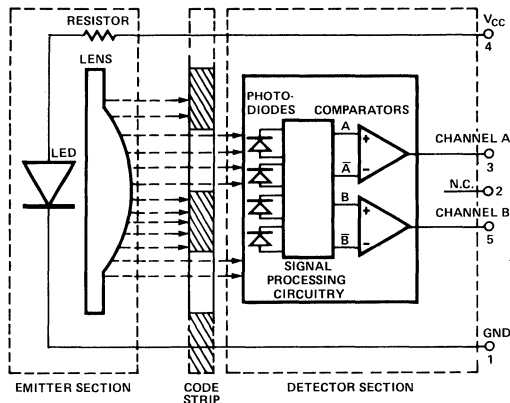 RESISTOR
VCC
4
LENS
PHOTO-
DIODES
COMPARATORS
LED
A
+
CHANNEL A
3
A̅
−
N.C.
2
B
+
CHANNEL B
5
B̅
−
SIGNAL
PROCESSING
CIRCUITRY
GND
1
EMITTER SECTION
CODE
STRIP
DETECTOR SECTION